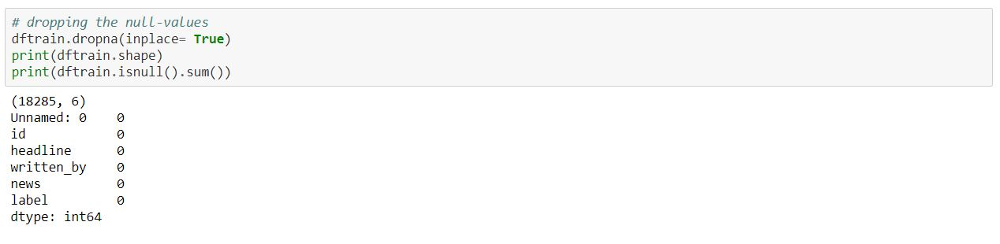 # dropping the null-values
dftrain.dropna(inplace= True)
print(dftrain.shape)
print(dftrain.isnull().sum())
(18285, 6)
Unnamed: 0    0
id            0
headline      0
written_by    0
news          0
label         0
dtype: int64